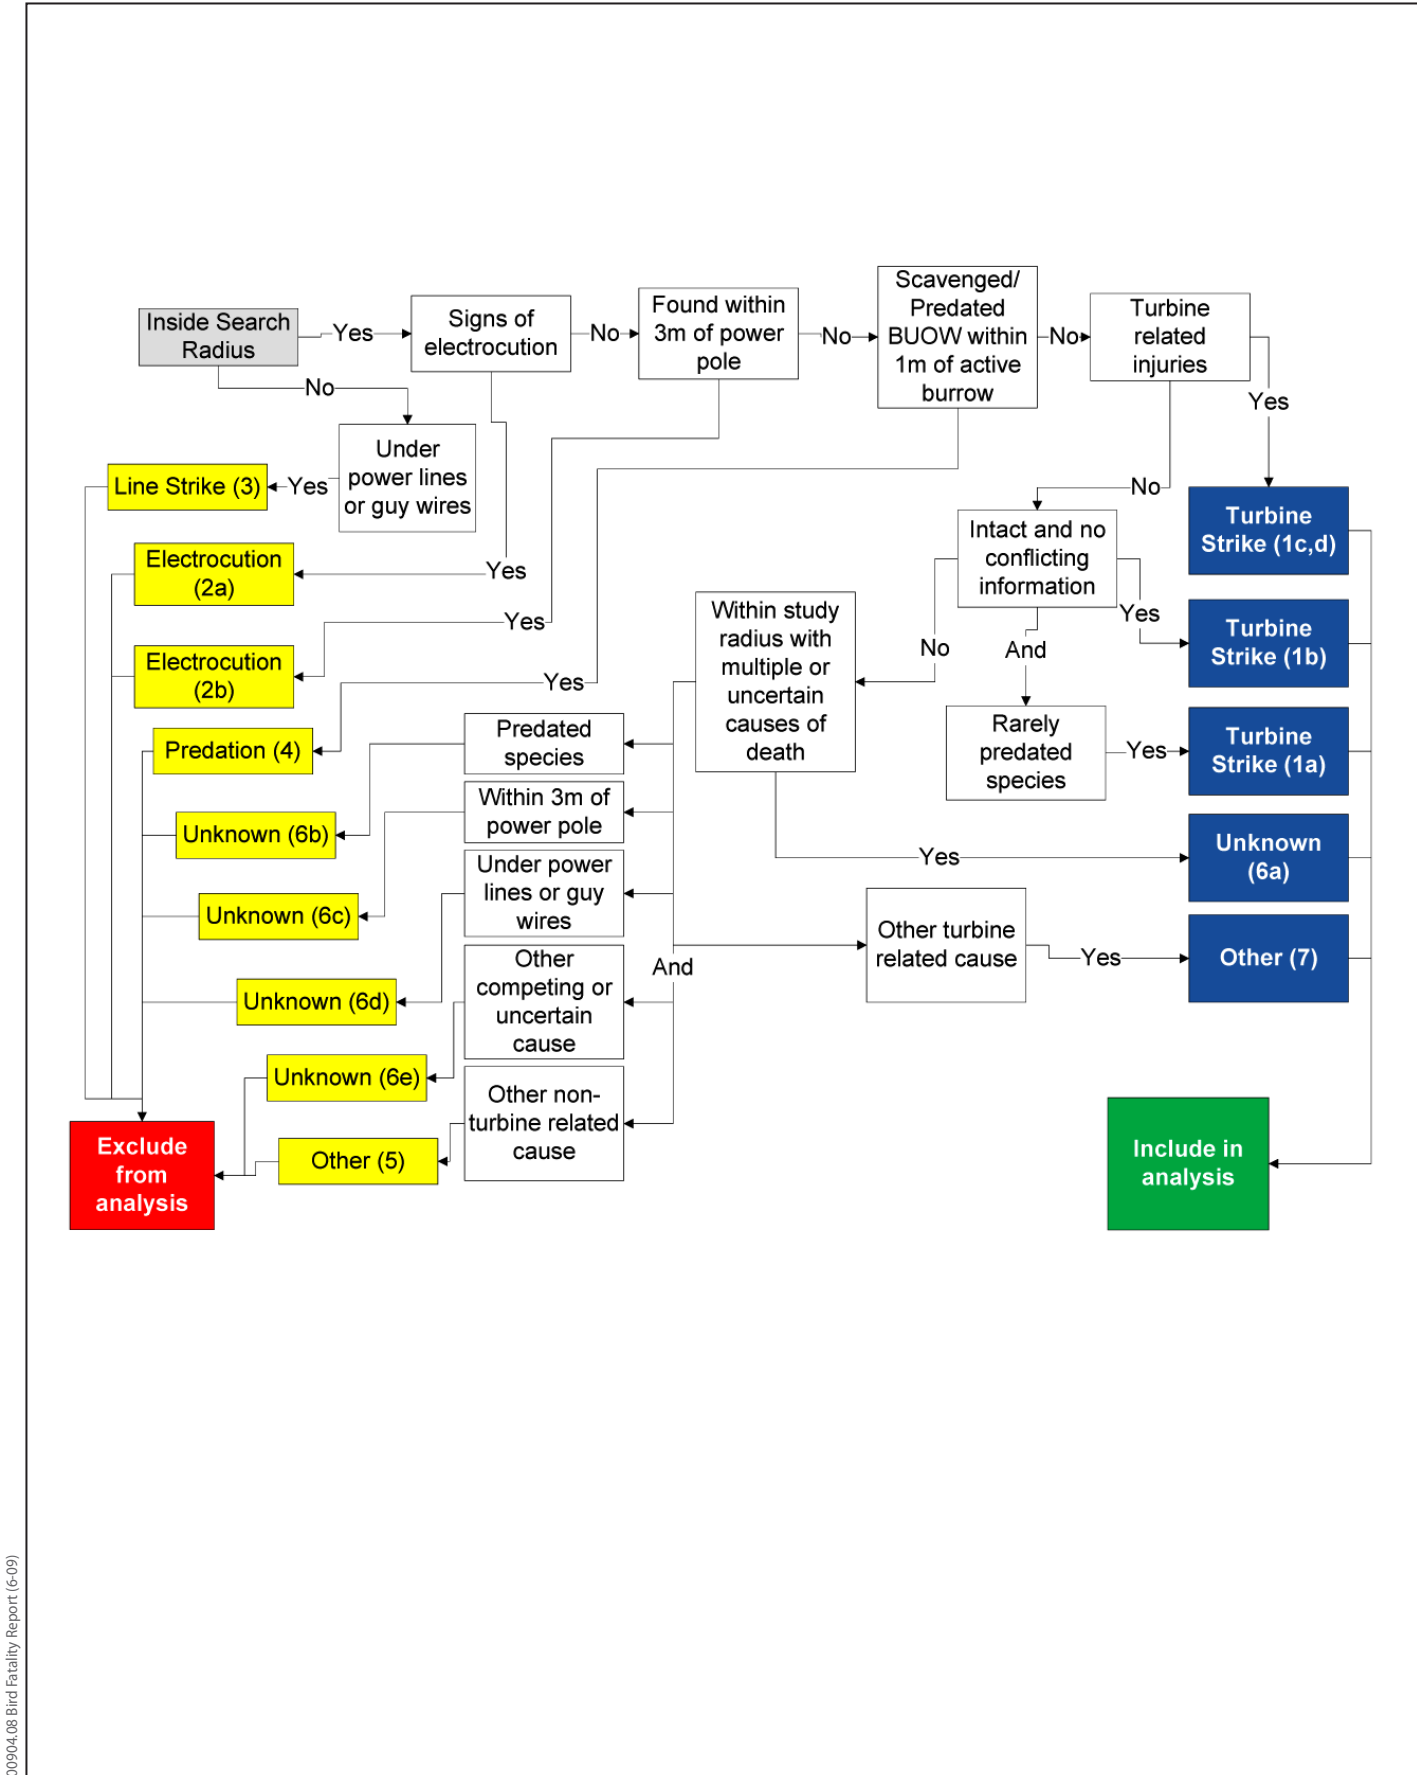 Inside Search
Radius
Yes
Signs of
electrocution
No
Found within
3m of power
pole
No
Scavenged/
Predated
BUOW within
1m of active
burrow
No
Turbine
related
injuries
Yes
No
Under
power lines
or guy wires
Yes
Line Strike (3)
No
Turbine
Strike (1c,d)
Intact and no
conflicting
information
Electrocution
(2a)
Yes
Within study
radius with
multiple or
uncertain
causes of
death
No
And
Yes
Turbine
Strike (1b)
Yes
Electrocution
(2b)
Yes
Predation (4)
Predated
species
Rarely
predated
species
Yes
Turbine
Strike (1a)
Within 3m of
power pole
Unknown (6b)
Yes
Unknown
(6a)
Under power
lines or guy
wires
Unknown (6c)
Other turbine
related cause
Yes
Other (7)
And
Other
competing or
uncertain
cause
Unknown (6d)
Unknown (6e)
Other non-
turbine related
cause
Other (5)
Exclude
from
analysis
Include in
analysis
00904.08 Bird Fatality Report (6-09)